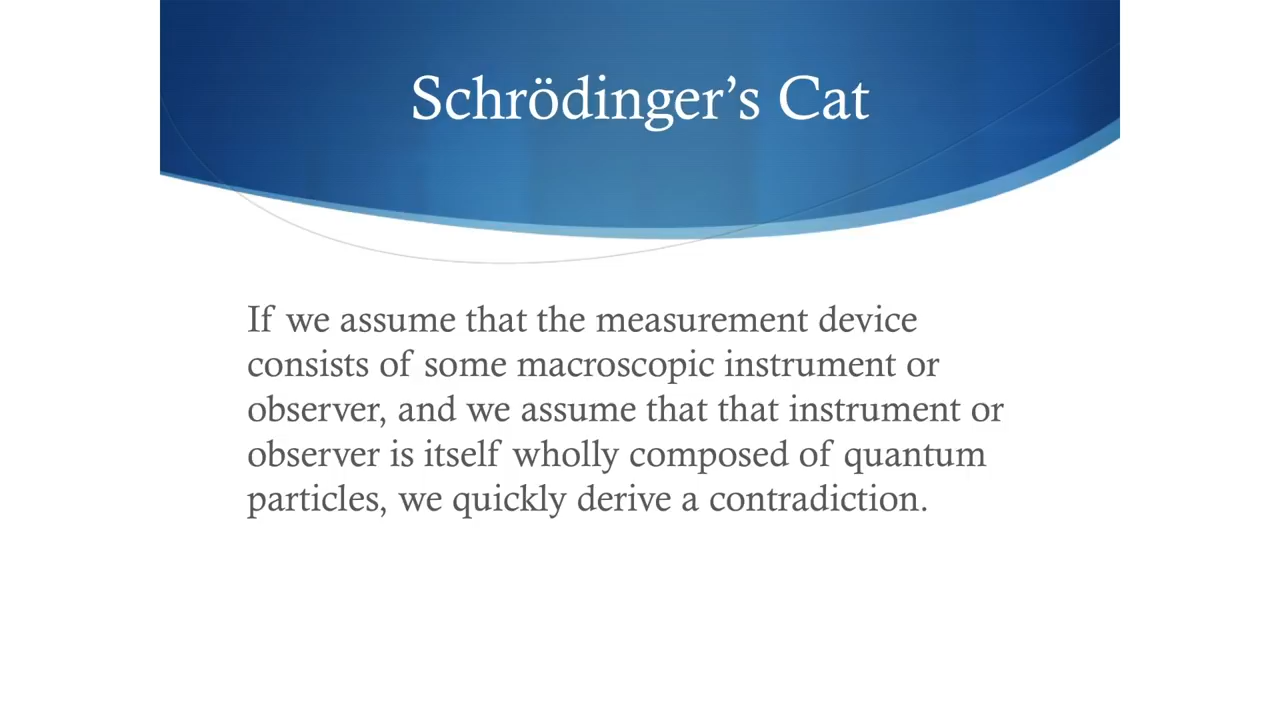 Schrödinger’s Cat
If we assume that the measurement device
consists of some macroscopic instrument or
observer, and we assume that that instrument or
observer is itself wholly composed of quantum
particles, we quickly derive a contradiction.